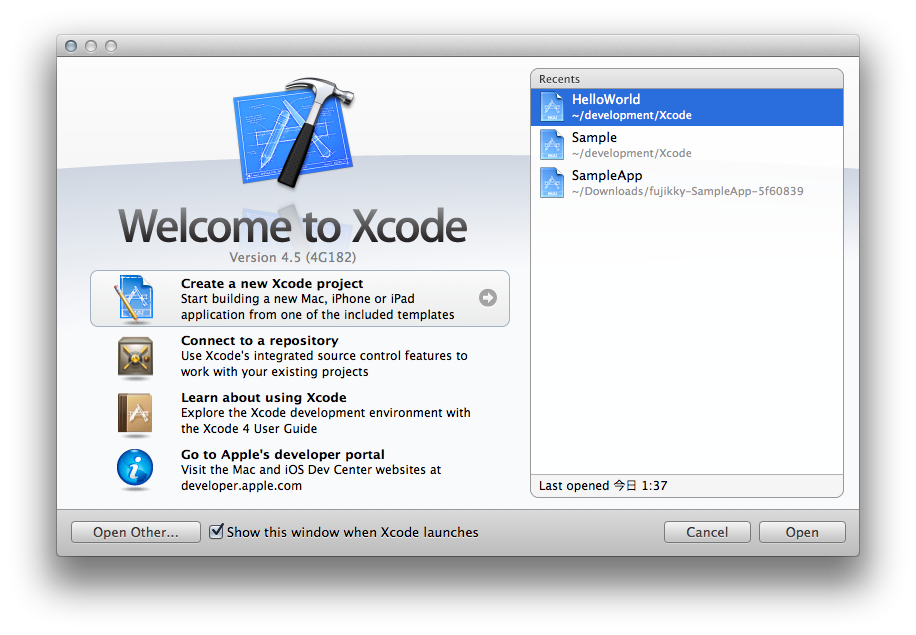 Welcome to Xcode
Version 4.5 (4G182)
Create a new Xcode project
Start building a new Mac, iPhone or iPad
application from one of the included templates
Connect to a repository
Use Xcode's integrated source control features to
work with your existing projects
Learn about using Xcode
Explore the Xcode development environment with
the Xcode 4 User Guide
Go to Apple's developer portal
Visit the Mac and iOS Dev Center websites at
developer.apple.com
Recents
HelloWorld
~/development/Xcode
Sample
~/development/Xcode
SampleApp
~/Downloads/fujikky-SampleApp-5f60839
Last opened 今日 1:37
Open Other...
Show this window when Xcode launches
Cancel
Open